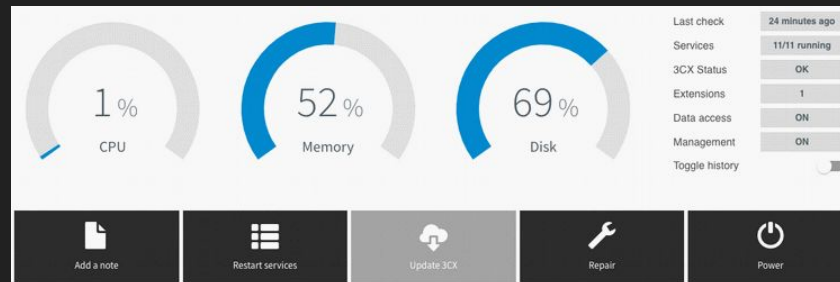 1 %
CPU
52 %
Memory
69 %
Disk
Last check 24 minutes ago
Services 11/11 running
3CX Status OK
Extensions 1
Data access ON
Management ON
Toggle history
Add a note
Restart services
Update 3CX
Repair
Power